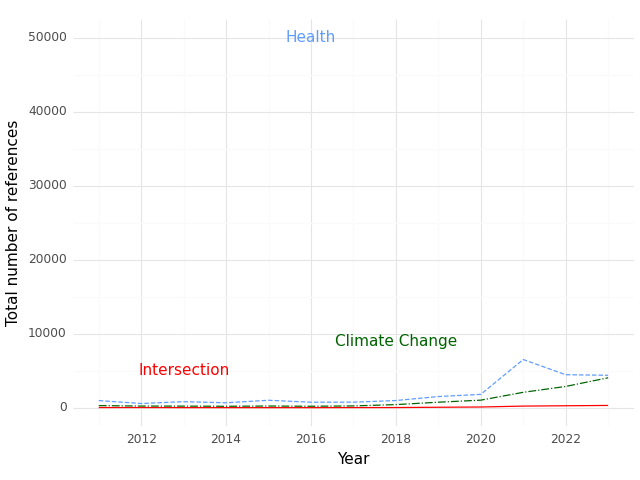 50000
40000
30000
20000
10000
0
Total number of references
Health
Climate Change
Intersection
2012 2014 2016 2018 2020 2022
Year